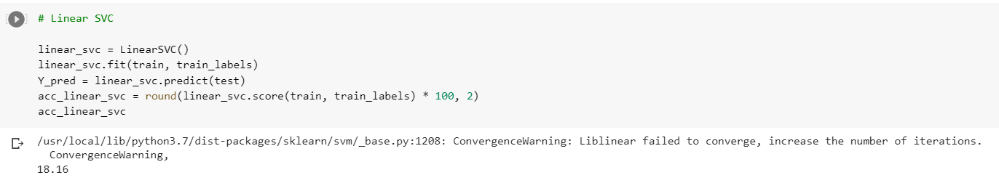 # Linear SVC
linear_svc = LinearSVC()
linear_svc.fit(train, train_labels)
Y_pred = linear_svc.predict(test)
acc_linear_svc = round(linear_svc.score(train, train_labels) * 100, 2)
acc_linear_svc
/usr/local/lib/python3.7/dist-packages/sklearn/svm/_base.py:1208: ConvergenceWarning: Liblinear failed to converge, increase the number of iterations.
  ConvergenceWarning,
18.16